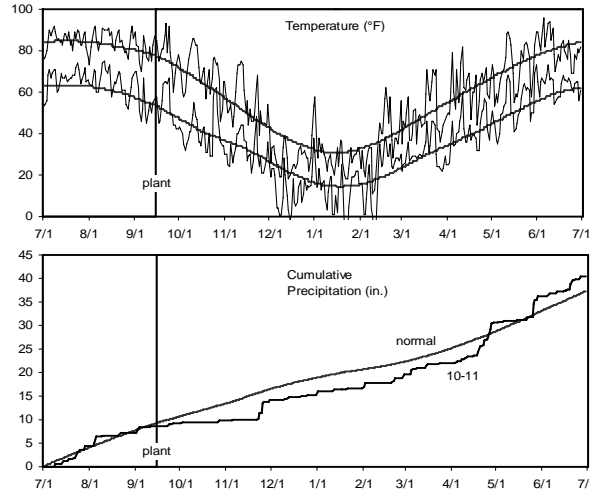 Temperature (°F)
100
80
60
40
20
0
plant
7/1 8/1 9/1 10/1 11/1 12/1 1/1 2/1 3/1 4/1 5/1 6/1 7/1
Cumulative
Precipitation (in.)
45
40
35
30
25
20
15
10
5
0
normal
10-11
plant
7/1 8/1 9/1 10/1 11/1 12/1 1/1 2/1 3/1 4/1 5/1 6/1 7/